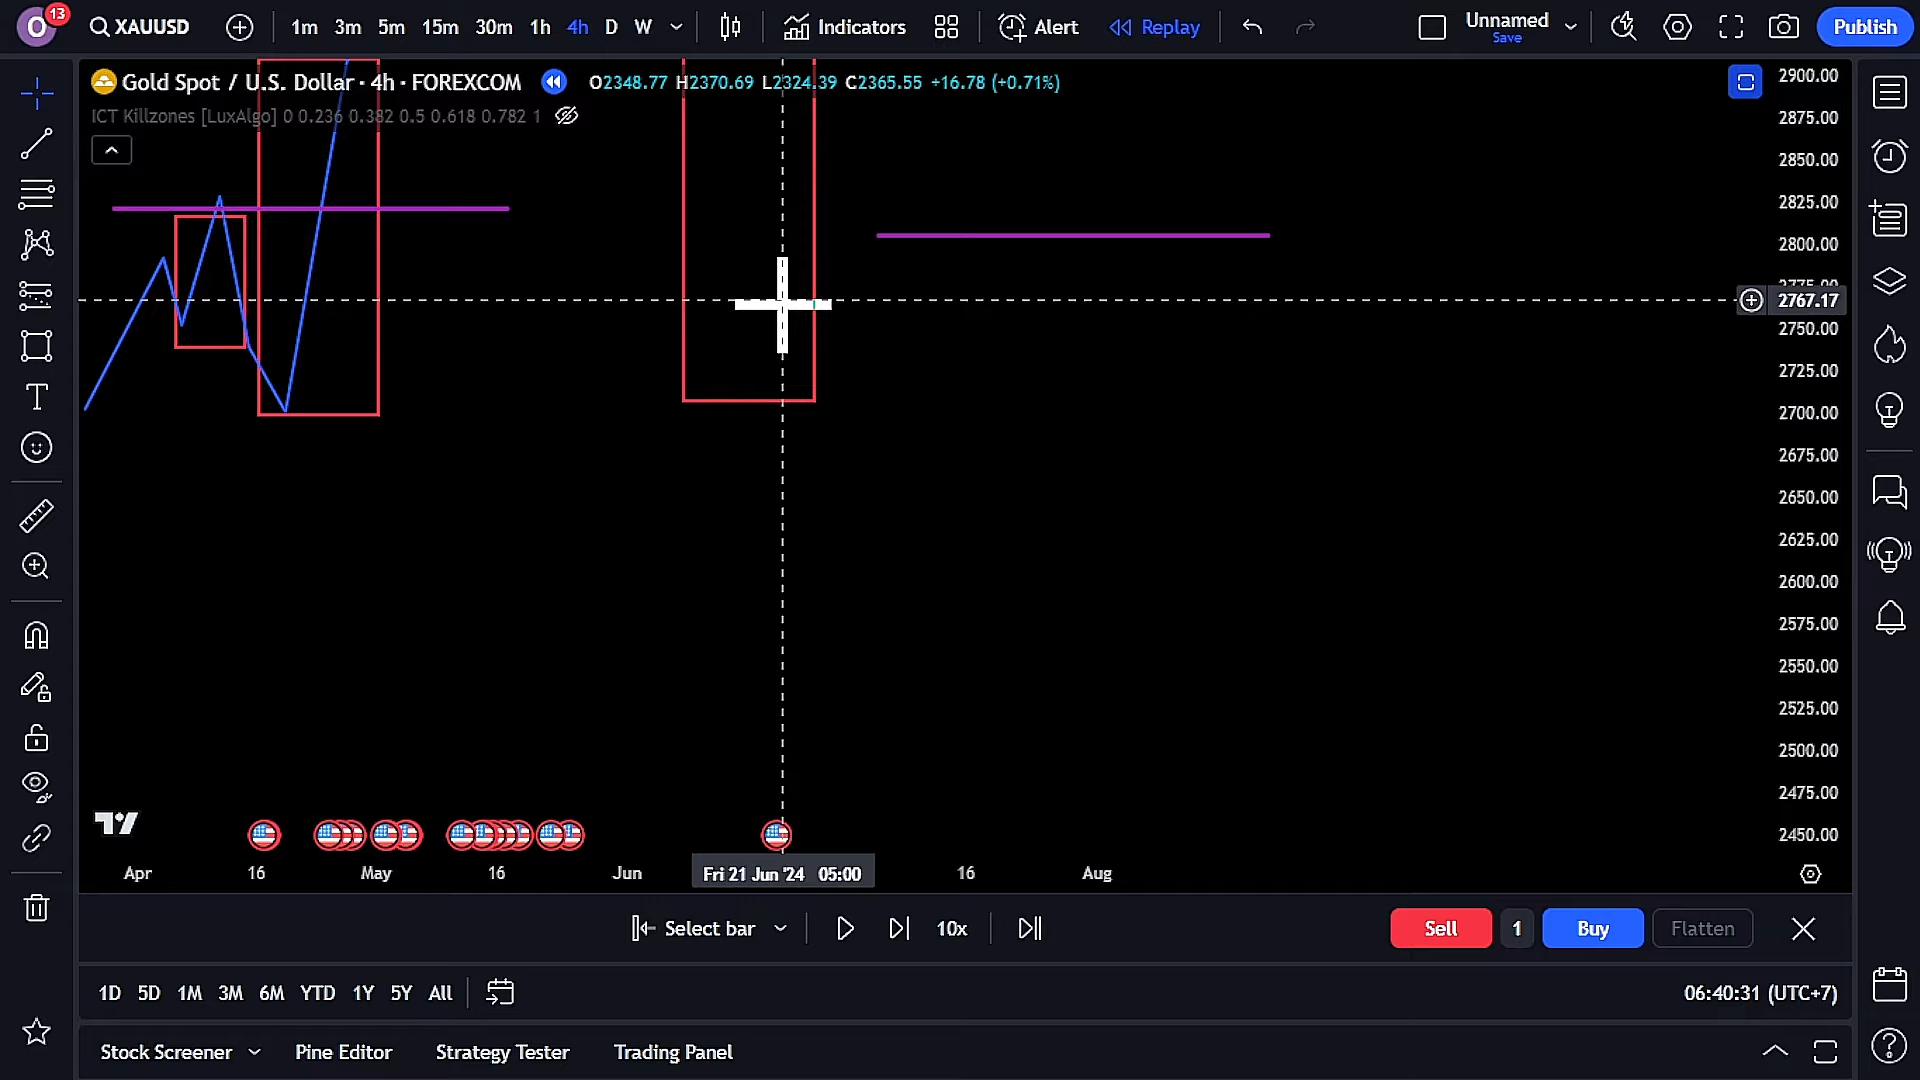 O 13 XAUUSD 1m 3m 5m 15m 30m 1h 4h D W Indicators Alert Replay Unnamed Save Publish
Gold Spot / U.S. Dollar · 4h · FOREXCOM O2348.77 H2370.69 L2324.39 C2365.55 +16.78 (+0.71%)
ICT Killzones [LuxAlgo] 0 0.236 0.382 0.5 0.618 0.782 1
2900.00
2875.00
2850.00
2825.00
2800.00
2775.00
2767.17
2750.00
2725.00
2700.00
2675.00
2650.00
2625.00
2600.00
2575.00
2550.00
2525.00
2500.00
2475.00
2450.00
Apr 16 May 16 Jun Fri 21 Jun '24 05:00 16 Aug
Select bar 10x Sell 1 Buy Flatten
1D 5D 1M 3M 6M YTD 1Y 5Y All 06:40:31 (UTC+7)
Stock Screener Pine Editor Strategy Tester Trading Panel